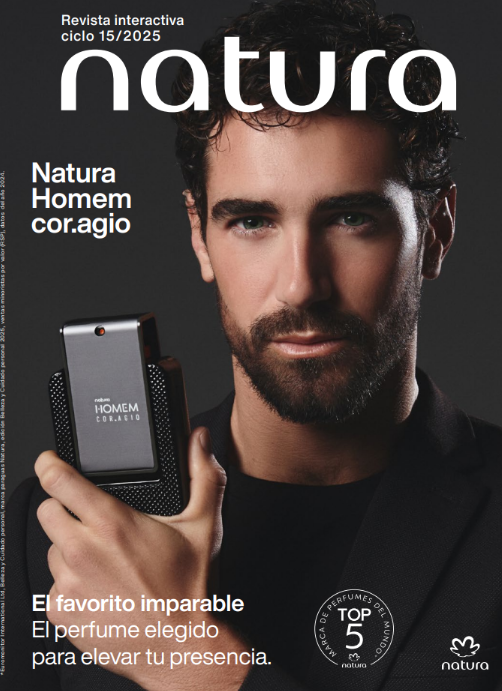 Revista interactiva
ciclo 15/2025
natura
Natura
Homem
cor.agio
natura
HOMEM
COR.AGIO
El favorito imparable
El perfume elegido
para elevar tu presencia.
MARCA DE PERFUMES DEL MUNDO*
TOP
5
natura
natura